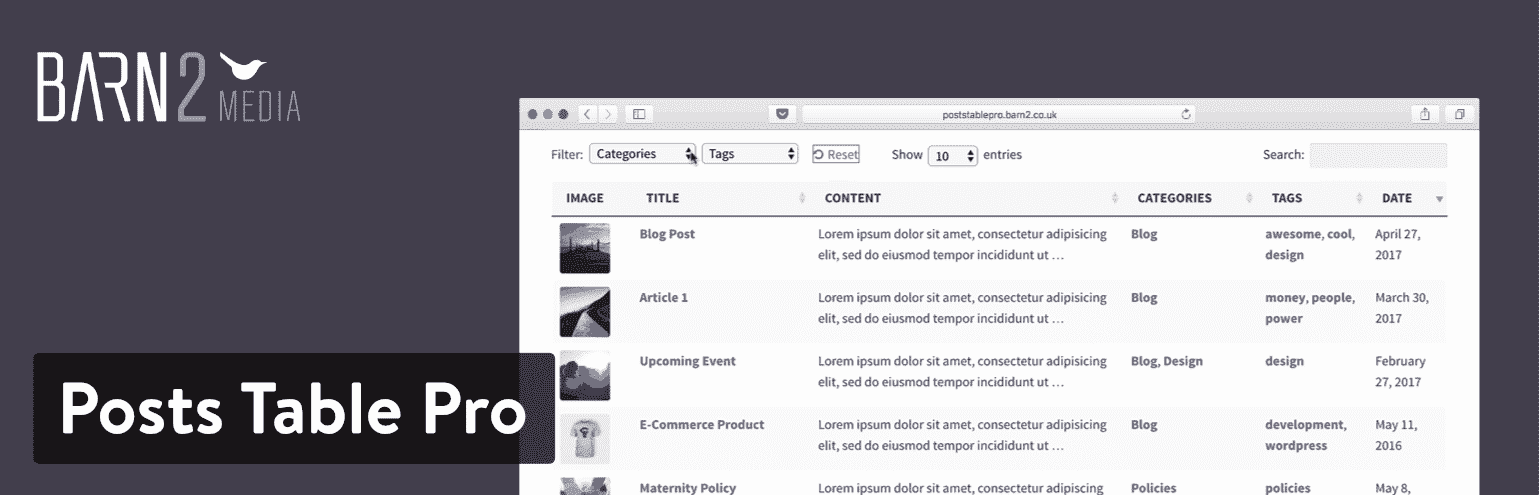 BARN2 MEDIA
poststablepro.barn2.co.uk
Filter: Categories Tags Reset Show 10 entries Search:
IMAGE TITLE CONTENT CATEGORIES TAGS DATE
Blog Post Lorem ipsum dolor sit amet, consectetur adipisicing Blog awesome, cool, April 27,
elit, sed do eiusmod tempor incididunt ut … design 2017
Article 1 Lorem ipsum dolor sit amet, consectetur adipisicing Blog money, people, March 30,
elit, sed do eiusmod tempor incididunt ut … power 2017
Upcoming Event Lorem ipsum dolor sit amet, consectetur adipisicing Blog, Design design February
elit, sed do eiusmod tempor incididunt ut … 27, 2017
E-Commerce Product Lorem ipsum dolor sit amet, consectetur adipisicing Blog development, May 11,
elit, sed do eiusmod tempor incididunt ut … wordpress 2016
Maternity Policy Lorem ipsum dolor sit amet, consectetur adipisicing Policies policies May 8,
Posts Table Pro